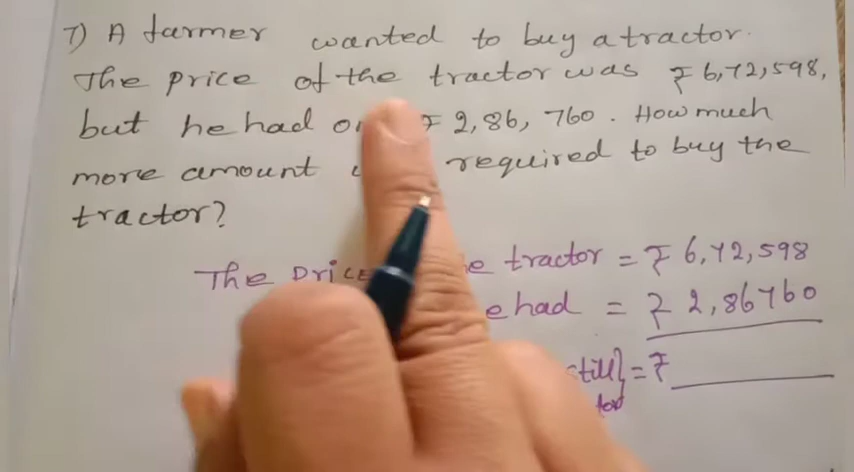 7) A farmer wanted to buy a tractor.
The price of the tractor was ₹ 6,72,598,
but he had ₹ 2,86,760. How much
more amount required to buy the
tractor?
The price tractor = ₹ 6,72,598
had = ₹ 2,86760
= ₹